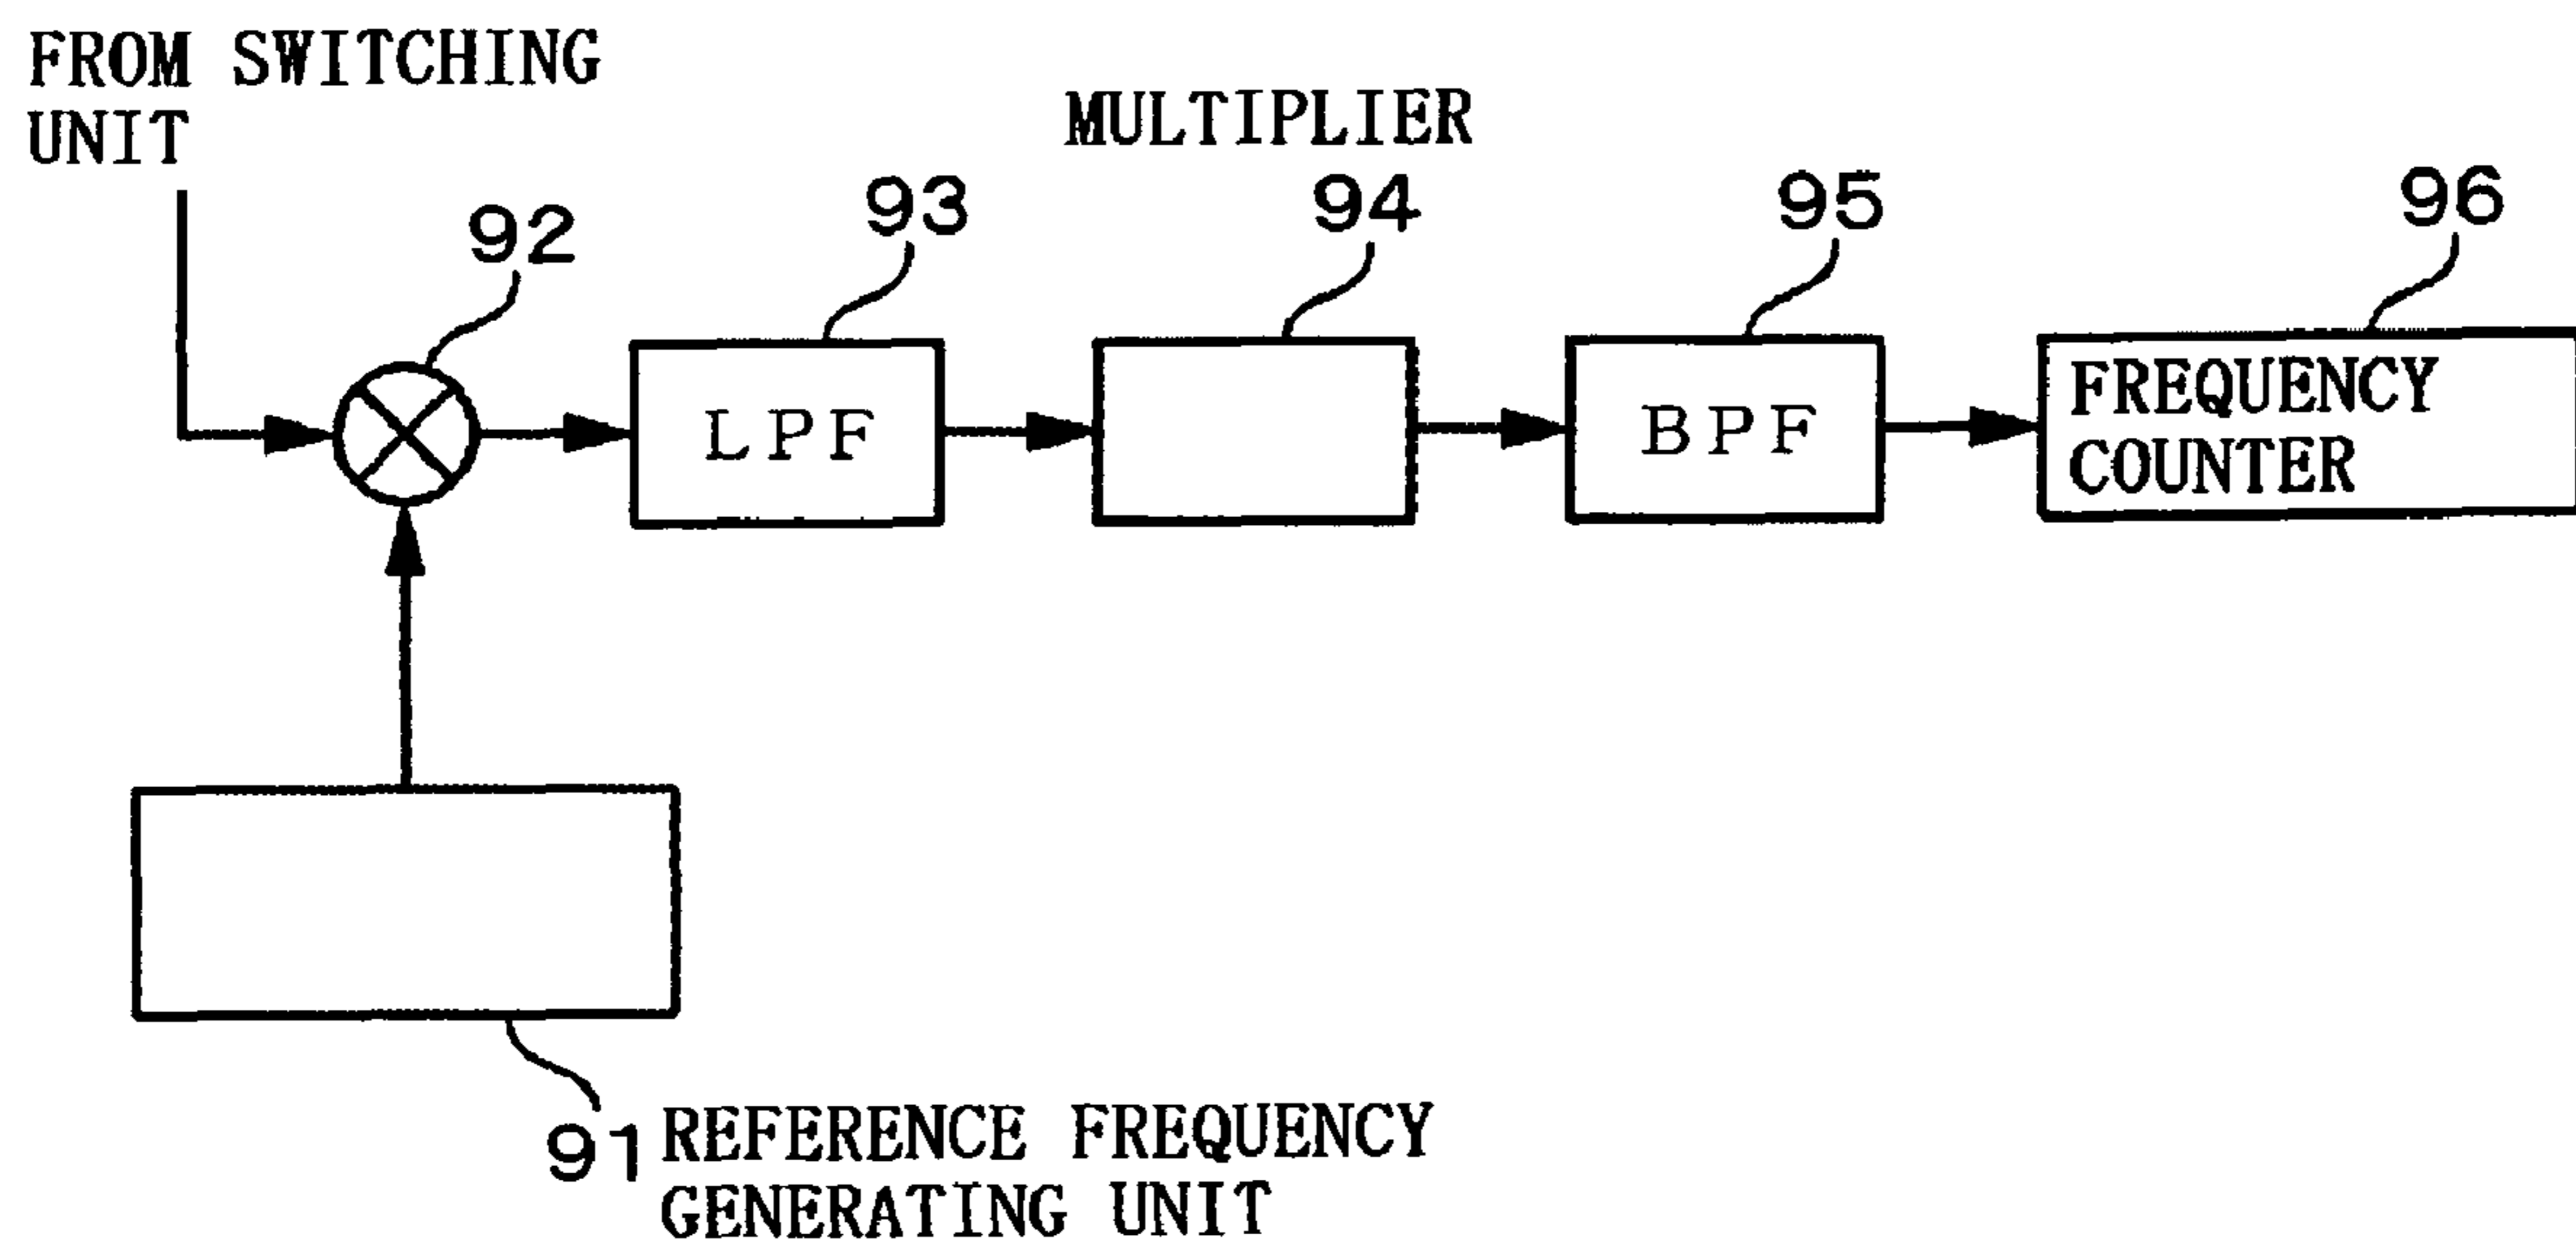 FROM SWITCHING
UNIT
MULTIPLIER
92
93
94
95
96
LPF
BPF
FREQUENCY
COUNTER
91 REFERENCE FREQUENCY
GENERATING UNIT